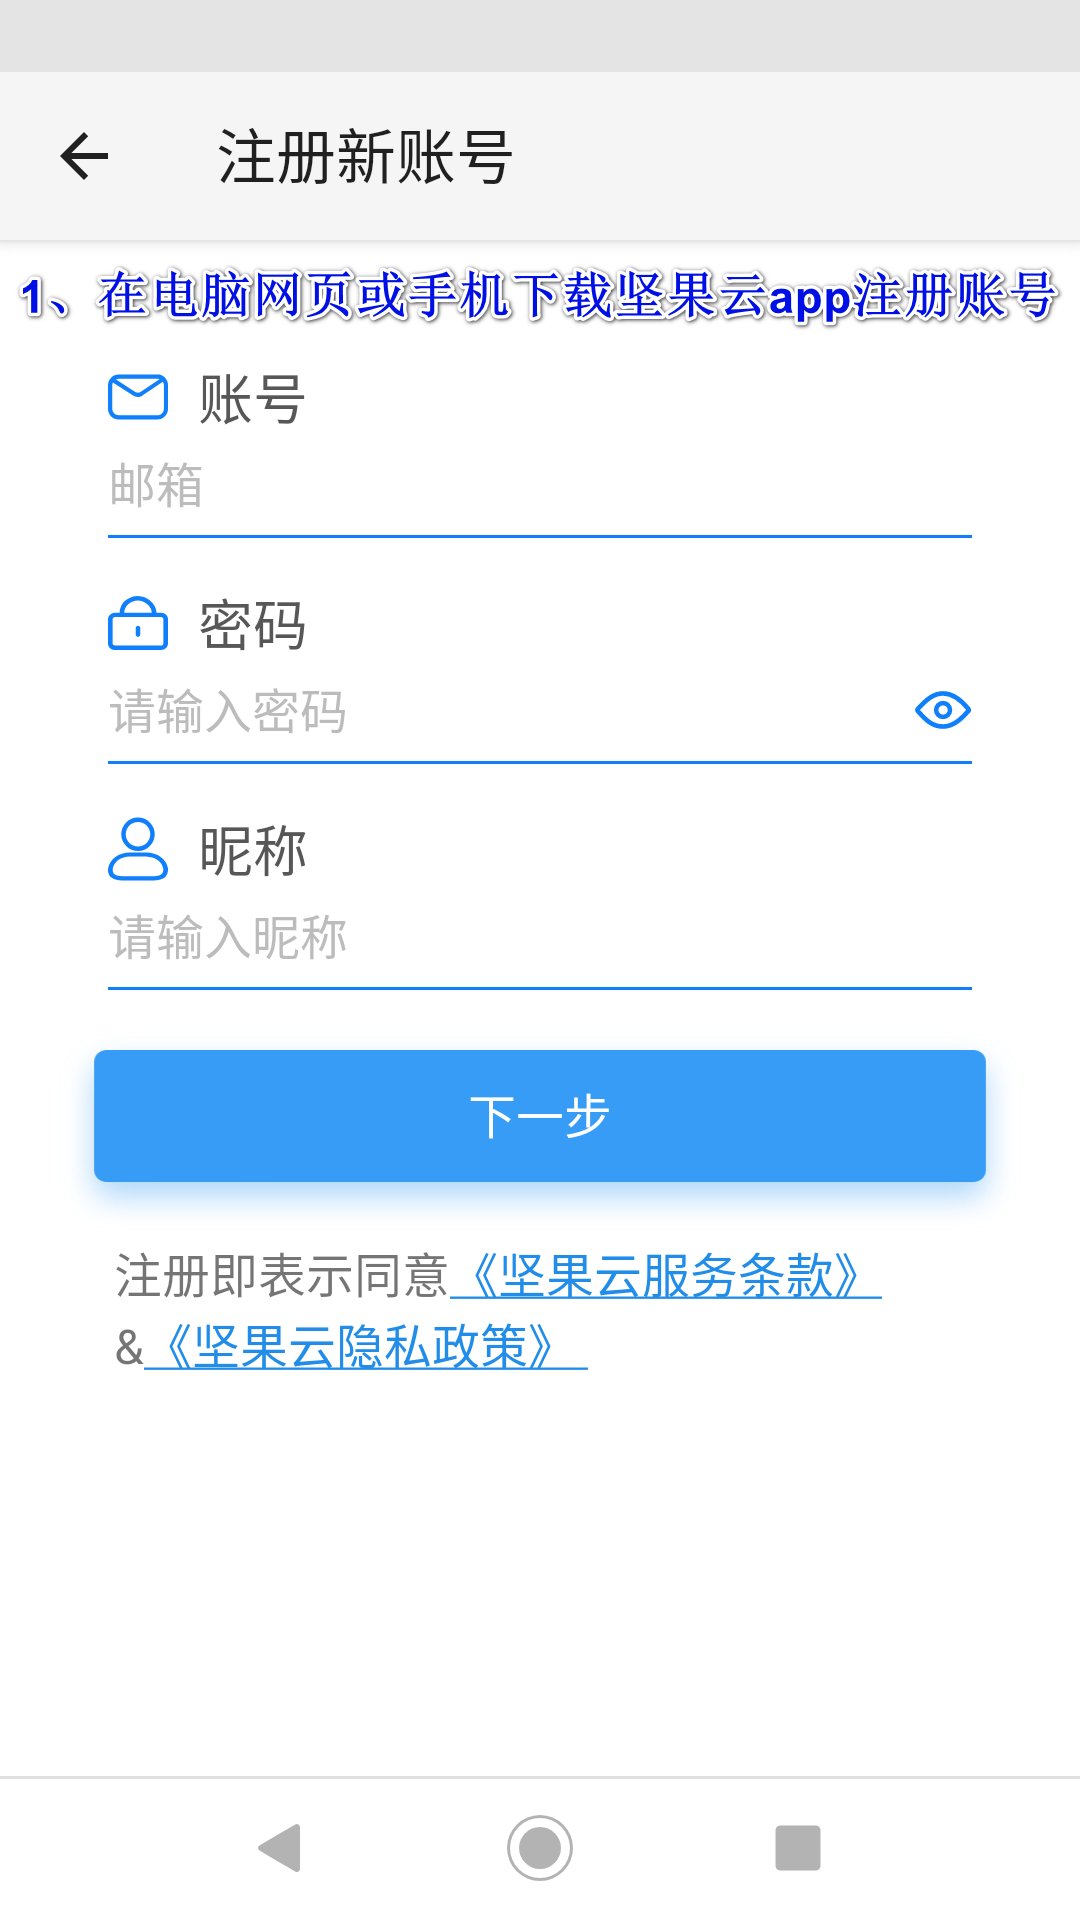 注册新账号
1、在电脑网页或手机下载坚果云app注册账号
账号
邮箱
密码
请输入密码
昵称
请输入昵称
下一步
注册即表示同意《坚果云服务条款》
&《坚果云隐私政策》